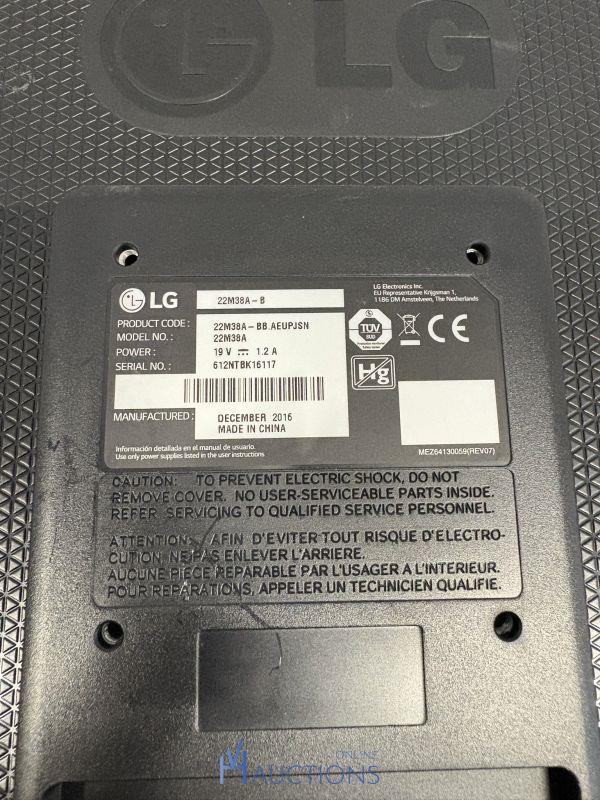 LG
LG
22M38A-B
LG Electronics Inc.
EU Representative Krijgsman 1,
1186 DM Amstelveen, The Netherlands
PRODUCT CODE : 22M38A-BB.AEUPJSN
MODEL NO. : 22M38A
POWER : 19 V ⎓ 1.2 A
SERIAL NO. : 612NTBK16117
TÜV
SÜD
CE
Hg
MANUFACTURED : DECEMBER 2016
MADE IN CHINA
Información detallada en el manual de usuario.
Use only power supplies listed in the user instructions
MEZ64130059(REV07)
CAUTION: TO PREVENT ELECTRIC SHOCK, DO NOT
REMOVE COVER. NO USER-SERVICEABLE PARTS INSIDE.
REFER SERVICING TO QUALIFIED SERVICE PERSONNEL.
ATTENTION: AFIN D'EVITER TOUT RISQUE D'ELECTRO-
CUTION, NE PAS ENLEVER L'ARRIERE.
AUCUNE PIECE REPARABLE PAR L'USAGER A L'INTERIEUR.
POUR REPARATIONS, APPELER UN TECHNICIEN QUALIFIE.
ONLINE
AUCTIONS